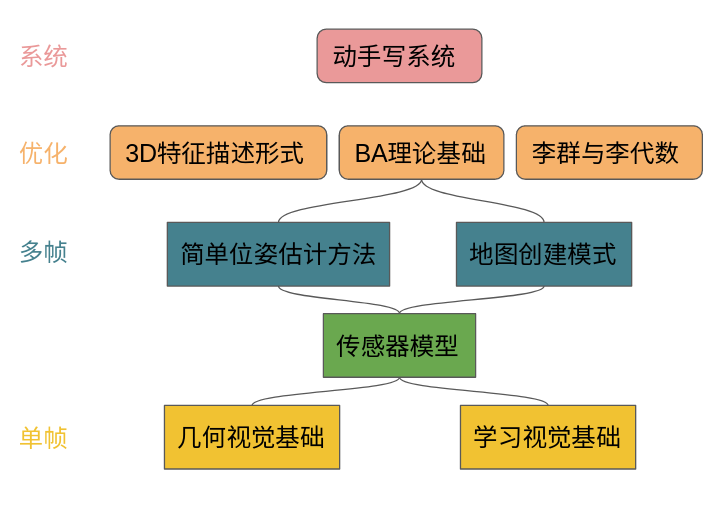 系统
动手写系统
优化
3D特征描述形式
BA理论基础
李群与李代数
多帧
简单位姿估计方法
地图创建模式
传感器模型
单帧
几何视觉基础
学习视觉基础